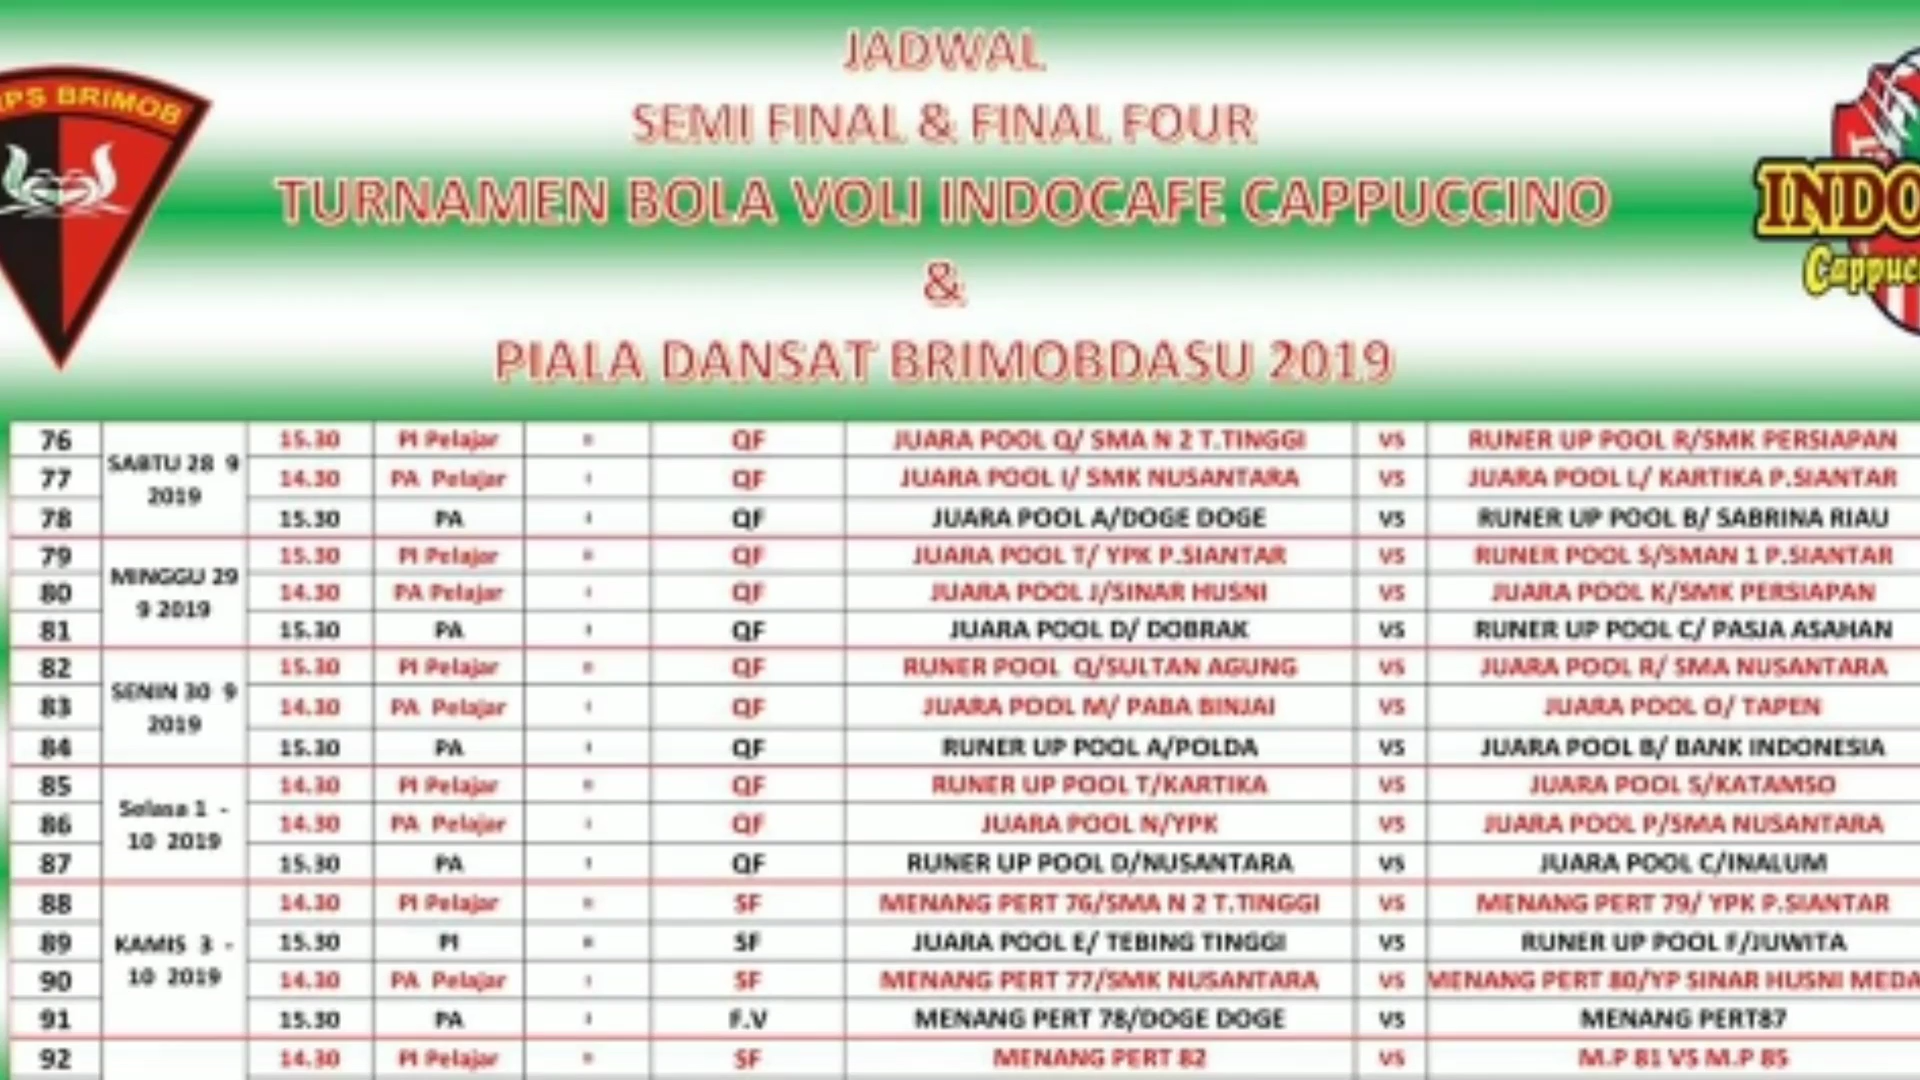 JADWAL
SEMI FINAL & FINAL FOUR
TURNAMEN BOLA VOLI INDOCAFE CAPPUCCINO
&
PIALA DANSAT BRIMOBDASU 2019
PS BRIMOB
INDO
Cappuc
76 15.30 PI Pelajar QF JUARA POOL Q/ SMA N 2 T.TINGGI VS RUNER UP POOL R/SMK PERSIAPAN
SABTU 28 9 2019
77 14.30 PA Pelajar QF JUARA POOL I/ SMK NUSANTARA VS JUARA POOL L/ KARTIKA P.SIANTAR
78 15.30 PA QF JUARA POOL A/DOGE DOGE VS RUNER UP POOL B/ SABRINA RIAU
79 15.30 PI Pelajar QF JUARA POOL T/ YPK P.SIANTAR VS RUNER POOL S/SMAN 1 P.SIANTAR
MINGGU 29 9 2019
80 14.30 PA Pelajar QF JUARA POOL J/SINAR HUSNI VS JUARA POOL K/SMK PERSIAPAN
81 15.30 PA QF JUARA POOL D/ DOBRAK VS RUNER UP POOL C/ PASJA ASAHAN
82 15.30 PI Pelajar QF RUNER POOL Q/SULTAN AGUNG VS JUARA POOL R/ SMA NUSANTARA
SENIN 30 9 2019
83 14.30 PA Pelajar QF JUARA POOL M/ PABA BINJAI VS JUARA POOL O/ TAPEN
84 15.30 PA QF RUNER UP POOL A/POLDA VS JUARA POOL B/ BANK INDONESIA
85 14.30 PI Pelajar QF RUNER UP POOL T/KARTIKA VS JUARA POOL S/KATAMSO
Selasa 1 - 10 2019
86 14.30 PA Pelajar QF JUARA POOL N/YPK VS JUARA POOL P/SMA NUSANTARA
87 15.30 PA QF RUNER UP POOL D/NUSANTARA VS JUARA POOL C/INALUM
88 14.30 PI Pelajar SF MENANG PERT 76/SMA N 2 T.TINGGI VS MENANG PERT 79/ YPK P.SIANTAR
KAMIS 3 - 10 2019
89 15.30 PI SF JUARA POOL E/ TEBING TINGGI VS RUNER UP POOL F/JUWITA
90 14.30 PA Pelajar SF MENANG PERT 77/SMK NUSANTARA VS MENANG PERT 80/YP SINAR HUSNI MEDA
91 15.30 PA F.V MENANG PERT 78/DOGE DOGE VS MENANG PERT87
92 14.30 PI Pelajar SF MENANG PERT 82 VS M.P 81 VS M.P 85